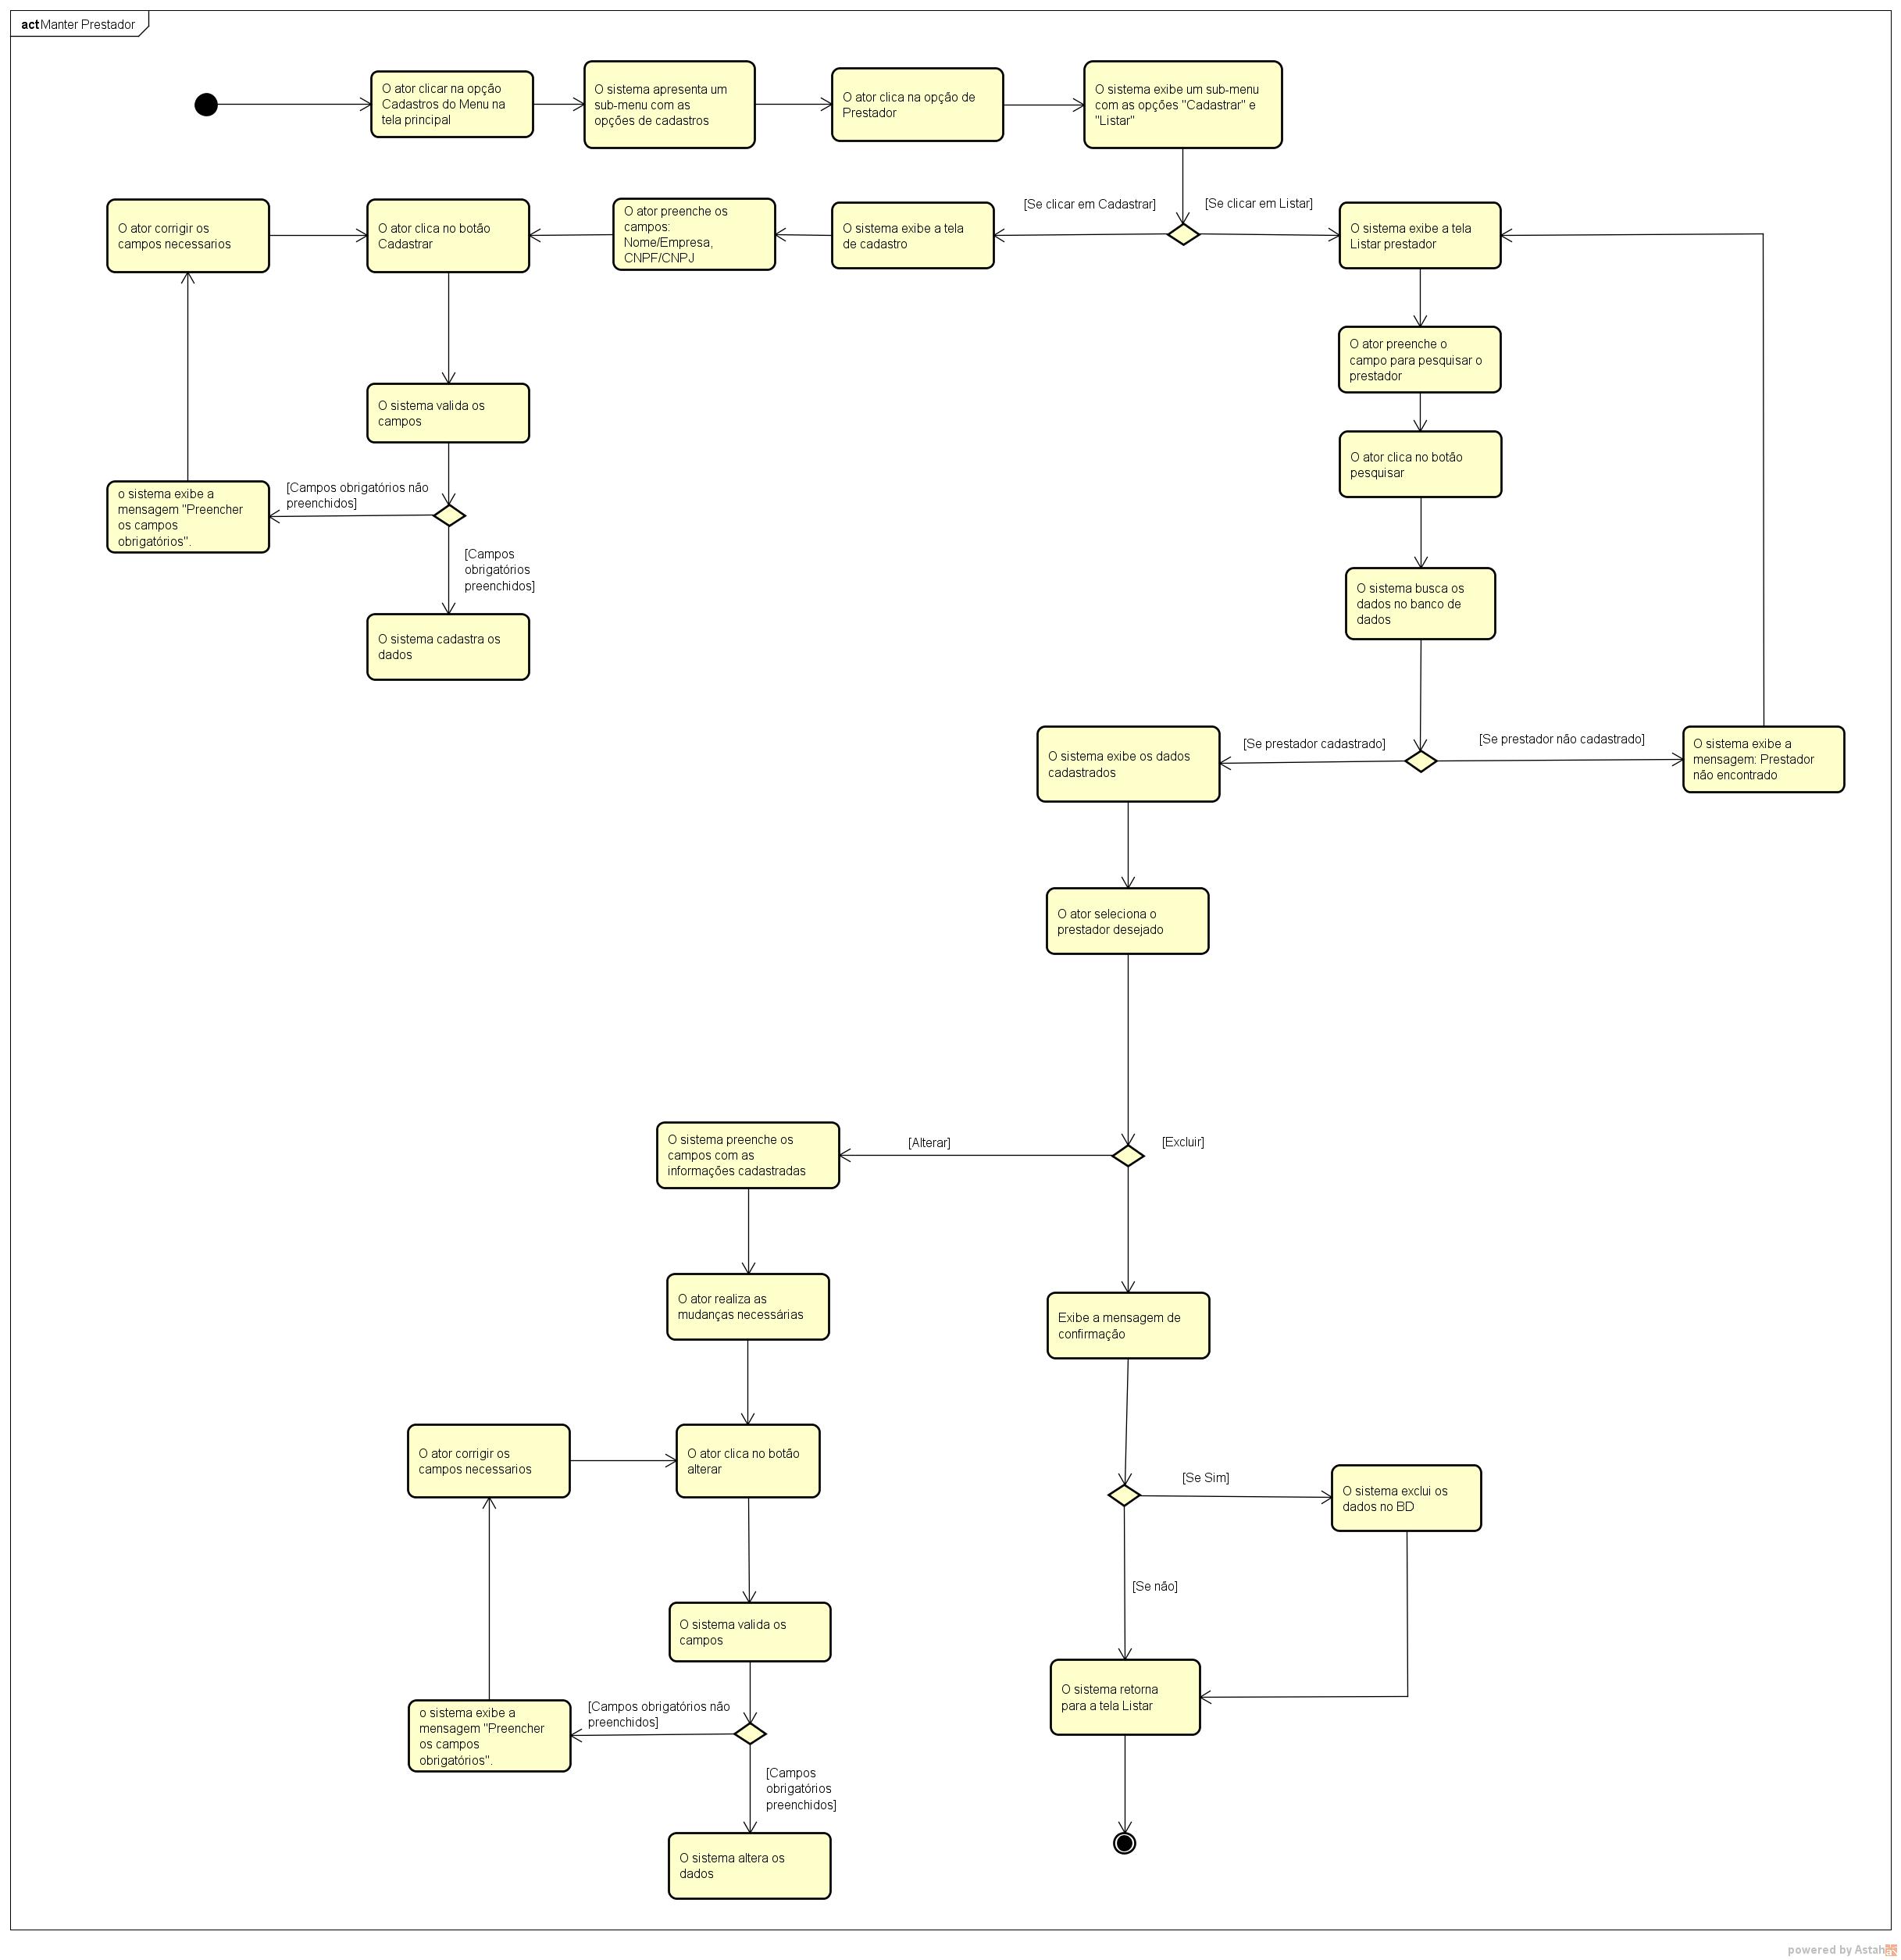 act Manter Prestador
O ator clicar na opção
Cadastros do Menu na
tela principal
O sistema apresenta um
sub-menu com as
opções de cadastros
O ator clica na opção de
Prestador
O sistema exibe um sub-menu
com as opções "Cadastrar" e
"Listar"
[Se clicar em Cadastrar]
[Se clicar em Listar]
O ator corrigir os
campos necessarios
O ator clica no botão
Cadastrar
O ator preenche os
campos:
Nome/Empresa,
CNPF/CNPJ
O sistema exibe a tela
de cadastro
O sistema exibe a tela
Listar prestador
O ator preenche o
campo para pesquisar o
prestador
O sistema valida os
campos
O ator clica no botão
pesquisar
o sistema exibe a
mensagem "Preencher
os campos
obrigatórios".
[Campos obrigatórios não
preenchidos]
[Campos
obrigatórios
preenchidos]
O sistema busca os
dados no banco de
dados
O sistema cadastra os
dados
O sistema exibe os dados
cadastrados
[Se prestador cadastrado]
[Se prestador não cadastrado]
O sistema exibe a
mensagem: Prestador
não encontrado
O ator seleciona o
prestador desejado
O sistema preenche os
campos com as
informações cadastradas
[Alterar]
[Excluir]
O ator realiza as
mudanças necessárias
Exibe a mensagem de
confirmação
O ator corrigir os
campos necessarios
O ator clica no botão
alterar
[Se Sim]
O sistema exclui os
dados no BD
[Se não]
O sistema valida os
campos
O sistema retorna
para a tela Listar
o sistema exibe a
mensagem "Preencher
os campos
obrigatórios".
[Campos obrigatórios não
preenchidos]
[Campos
obrigatórios
preenchidos]
O sistema altera os
dados
powered by Astah